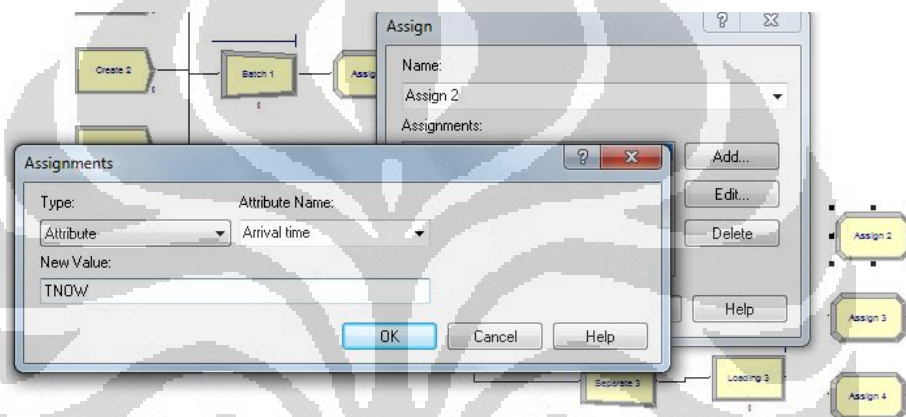 Assign
Create 2
Batch 1
Assig
Name:
Assign 2
Assignments:
Assignments
Add...
Type:
Attribute Name:
Edit...
Attribute
Arrival time
Delete
Assign 2
New Value:
TNOW
Help
OK
Cancel
Help
Assign 3
Separate 3
Loading 3
Assign 4